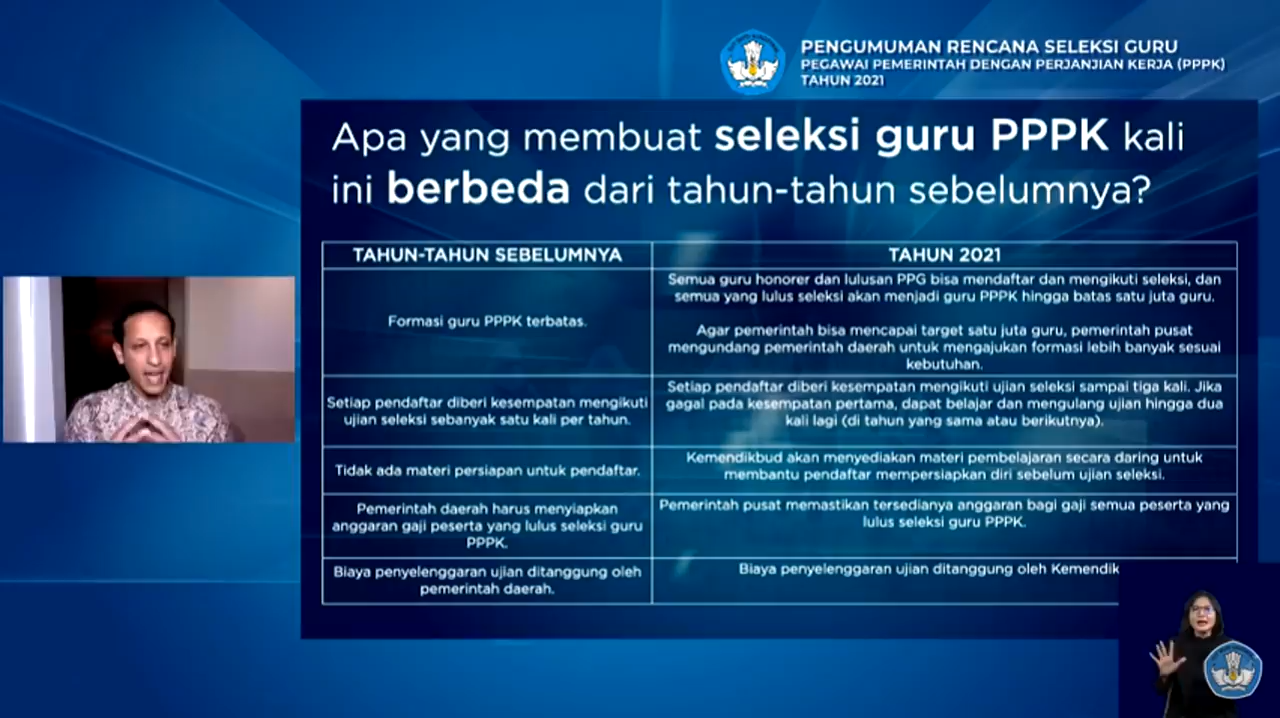 PENGUMUMAN RENCANA SELEKSI GURU
PEGAWAI PEMERINTAH DENGAN PERJANJIAN KERJA (PPPK)
TAHUN 2021
Apa yang membuat seleksi guru PPPK kali
ini berbeda dari tahun-tahun sebelumnya?
TAHUN-TAHUN SEBELUMNYA
TAHUN 2021
Formasi guru PPPK terbatas.
Semua guru honorer dan lulusan PPG bisa mendaftar dan mengikuti seleksi, dan
semua yang lulus seleksi akan menjadi guru PPPK hingga batas satu juta guru.
Agar pemerintah bisa mencapai target satu juta guru, pemerintah pusat
mengundang pemerintah daerah untuk mengajukan formasi lebih banyak sesuai
kebutuhan.
Setiap pendaftar diberi kesempatan mengikuti
ujian seleksi sebanyak satu kali per tahun.
Setiap pendaftar diberi kesempatan mengikuti ujian seleksi sampai tiga kali. Jika
gagal pada kesempatan pertama, dapat belajar dan mengulang ujian hingga dua
kali lagi (di tahun yang sama atau berikutnya).
Tidak ada materi persiapan untuk pendaftar.
Kemendikbud akan menyediakan materi pembelajaran secara daring untuk
membantu pendaftar mempersiapkan diri sebelum ujian seleksi.
Pemerintah daerah harus menyiapkan
anggaran gaji peserta yang lulus seleksi guru
PPPK.
Pemerintah pusat memastikan tersedianya anggaran bagi gaji semua peserta yang
lulus seleksi guru PPPK.
Biaya penyelenggaran ujian ditanggung oleh
pemerintah daerah.
Biaya penyelenggaran ujian ditanggung oleh Kemendik